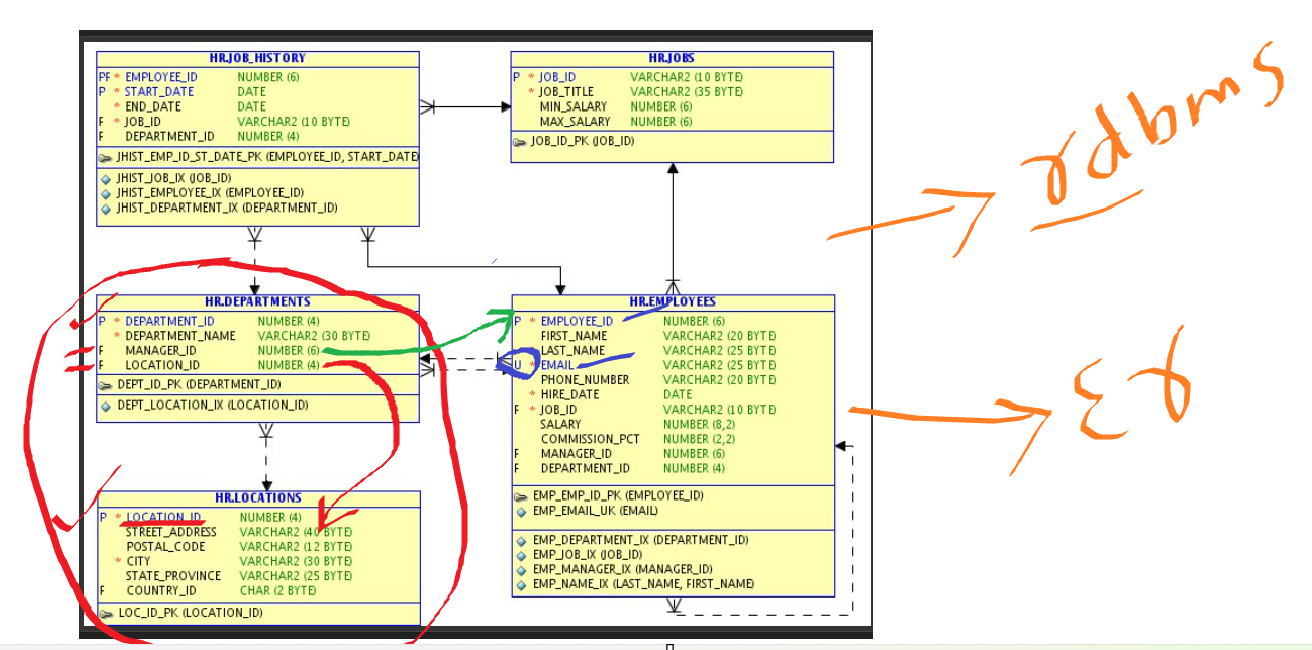 HR.JOB_HISTORY
PF * EMPLOYEE_ID NUMBER (6)
P * START_DATE DATE
* END_DATE DATE
F * JOB_ID VARCHAR2 (10 BYTE)
F DEPARTMENT_ID NUMBER (4)
JHIST_EMP_ID_ST_DATE_PK (EMPLOYEE_ID, START_DATE)
JHIST_JOB_IX (JOB_ID)
JHIST_EMPLOYEE_IX (EMPLOYEE_ID)
JHIST_DEPARTMENT_IX (DEPARTMENT_ID)
HR.JOBS
P * JOB_ID VARCHAR2 (10 BYTE)
* JOB_TITLE VARCHAR2 (35 BYTE)
MIN_SALARY NUMBER (6)
MAX_SALARY NUMBER (6)
JOB_ID_PK (JOB_ID)
rdbms
HR.DEPARTMENTS
P * DEPARTMENT_ID NUMBER (4)
* DEPARTMENT_NAME VARCHAR2 (30 BYTE)
F MANAGER_ID NUMBER (6)
F LOCATION_ID NUMBER (4)
DEPT_ID_PK (DEPARTMENT_ID)
DEPT_LOCATION_IX (LOCATION_ID)
HR.EMPLOYEES
P * EMPLOYEE_ID NUMBER (6)
FIRST_NAME VARCHAR2 (20 BYTE)
* LAST_NAME VARCHAR2 (25 BYTE)
U * EMAIL VARCHAR2 (25 BYTE)
PHONE_NUMBER VARCHAR2 (20 BYTE)
* HIRE_DATE DATE
F * JOB_ID VARCHAR2 (10 BYTE)
SALARY NUMBER (8,2)
COMMISSION_PCT NUMBER (2,2)
F MANAGER_ID NUMBER (6)
F DEPARTMENT_ID NUMBER (4)
EMP_EMP_ID_PK (EMPLOYEE_ID)
EMP_EMAIL_UK (EMAIL)
EMP_DEPARTMENT_IX (DEPARTMENT_ID)
EMP_JOB_IX (JOB_ID)
EMP_MANAGER_IX (MANAGER_ID)
EMP_NAME_IX (LAST_NAME, FIRST_NAME)
Er
HR.LOCATIONS
P * LOCATION_ID NUMBER (4)
STREET_ADDRESS VARCHAR2 (40 BYTE)
POSTAL_CODE VARCHAR2 (12 BYTE)
* CITY VARCHAR2 (30 BYTE)
STATE_PROVINCE VARCHAR2 (25 BYTE)
F COUNTRY_ID CHAR (2 BYTE)
LOC_ID_PK (LOCATION_ID)